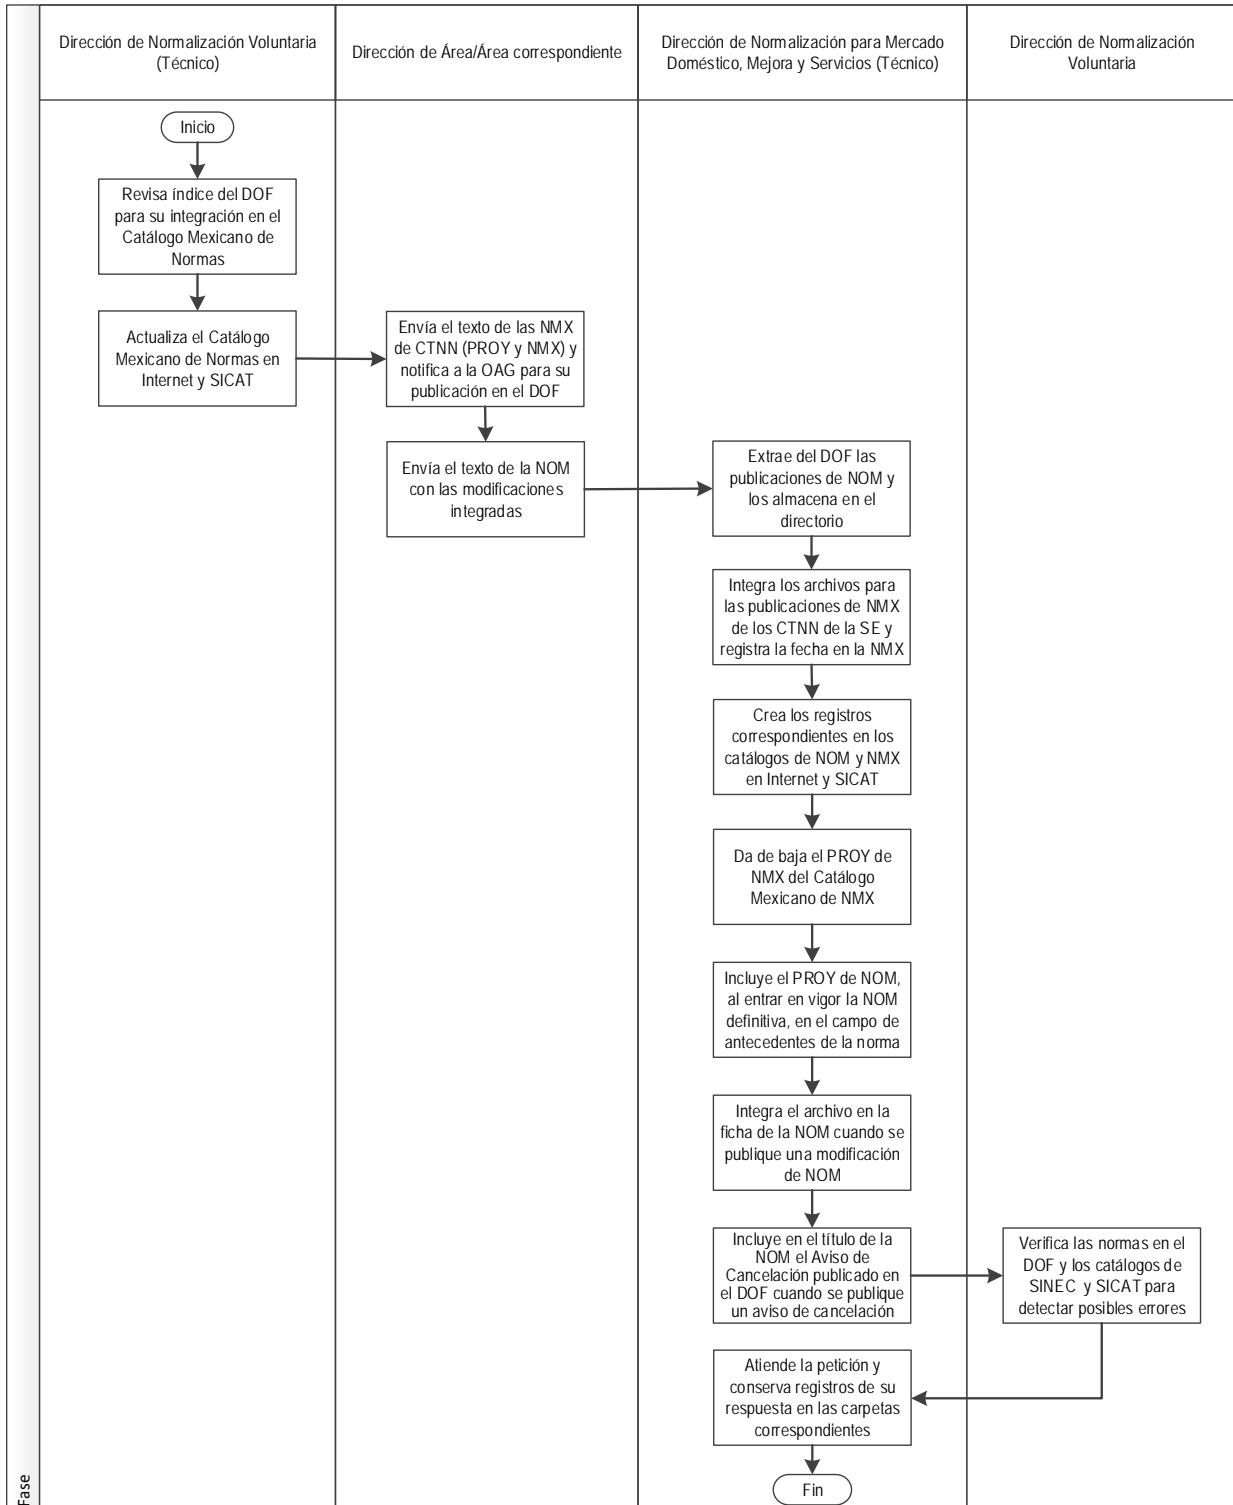 Dirección de Normalización Voluntaria
(Técnico)
Dirección de Área/Área correspondiente
Dirección de Normalización para Mercado
Doméstico, Mejora y Servicios (Técnico)
Dirección de Normalización
Voluntaria
Inicio
Revisa índice del DOF
para su integración en el
Catálogo Mexicano de
Normas
Actualiza el Catálogo
Mexicano de Normas en
Internet y SICAT
Envía el texto de las NMX
de CTNN (PROY y NMX) y
notifica a la OAG para su
publicación en el DOF
Envía el texto de la NOM
con las modificaciones
integradas
Extrae del DOF las
publicaciones de NOM y
los almacena en el
directorio
Integra los archivos para
las publicaciones de NMX
de los CTNN de la SE y
registra la fecha en la NMX
Crea los registros
correspondientes en los
catálogos de NOM y NMX
en Internet y SICAT
Da de baja el PROY de
NMX del Catálogo
Mexicano de NMX
Incluye el PROY de NOM,
al entrar en vigor la NOM
definitiva, en el campo de
antecedentes de la norma
Integra el archivo en la
ficha de la NOM cuando se
publique una modificación
de NOM
Incluye en el título de la
NOM el Aviso de
Cancelación publicado en
el DOF cuando se publique
un aviso de cancelación
Verifica las normas en el
DOF y los catálogos de
SINEC y SICAT para
detectar posibles errores
Atiende la petición y
conserva registros de su
respuesta en las carpetas
correspondientes
Fin
Fase